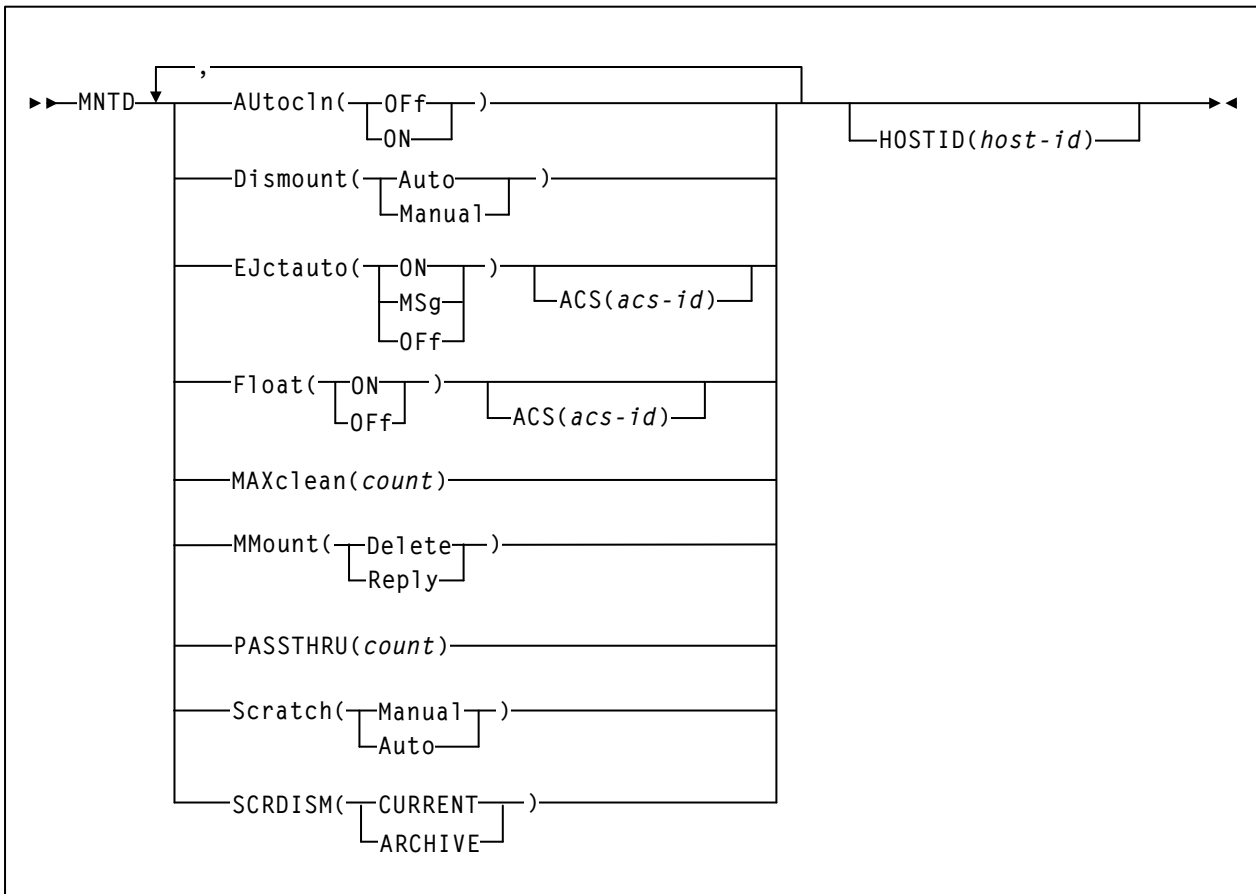 ,
MNTD AUtocln( OFf )
ON HOSTID(host-id)
Dismount( Auto )
Manual
EJctauto( ON )
MSg ACS(acs-id)
OFf
Float( ON )
OFf ACS(acs-id)
MAXclean(count)
MMount( Delete )
Reply
PASSTHRU(count)
Scratch( Manual )
Auto
SCRDISM( CURRENT )
ARCHIVE